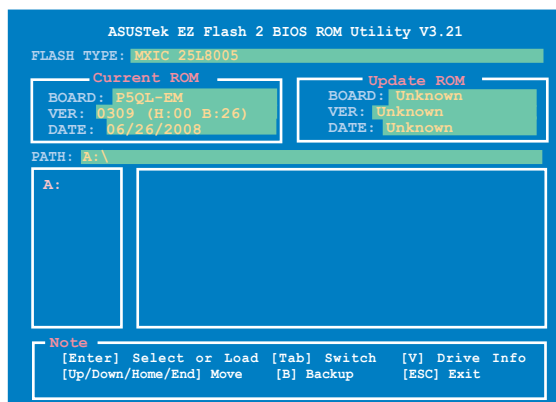 ASUSTek EZ Flash 2 BIOS ROM Utility V3.21
FLASH TYPE: MXIC 25L8005
Current ROM
BOARD: P5QL-EM
VER: 0309 (H:00 B:26)
DATE: 06/26/2008
Update ROM
BOARD: Unknown
VER: Unknown
DATE: Unknown
PATH: A:\
A:
Note
[Enter] Select or Load [Tab] Switch [V] Drive Info
[Up/Down/Home/End] Move [B] Backup [ESC] Exit